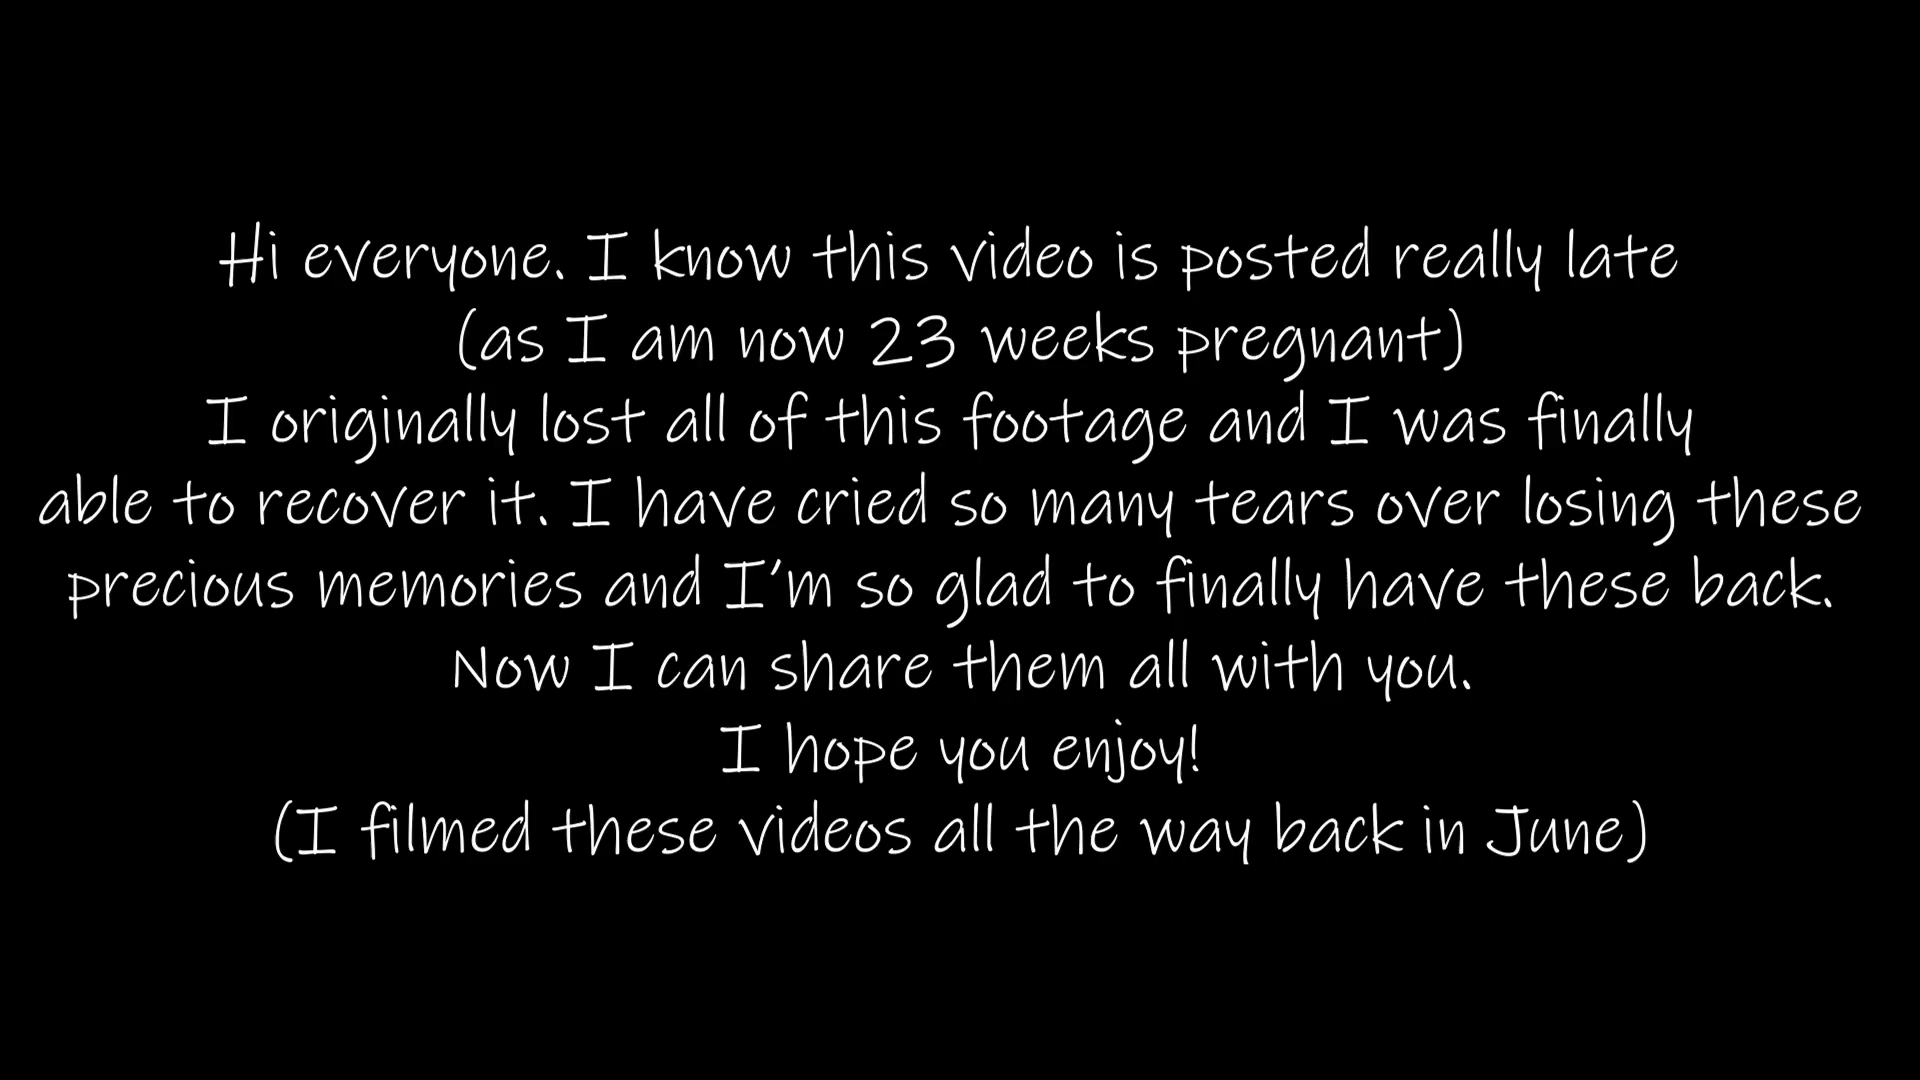 Hi everyone. I know this video is posted really late
(as I am now 23 weeks pregnant)
I originally lost all of this footage and I was finally
able to recover it. I have cried so many tears over losing these
precious memories and I'm so glad to finally have these back.
Now I can share them all with you.
I hope you enjoy!
(I filmed these videos all the way back in June)